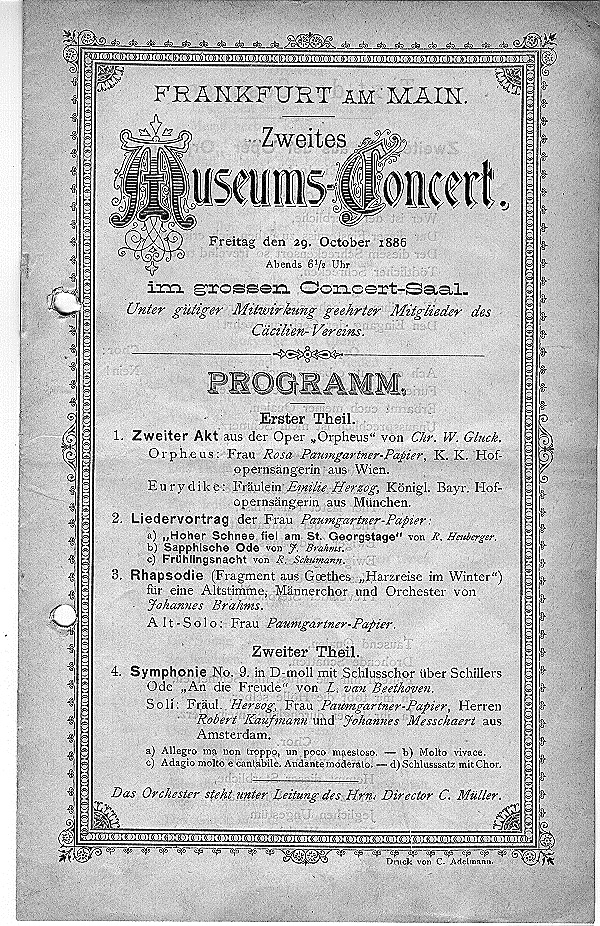 FRANKFURT AM MAIN.
Zweites
Museums-Concert.
Freitag den 29. October 1886
Abends 6½ Uhr
im grossen Concert-Saal.
Unter gütiger Mitwirkung geehrter Mitglieder des
Cäcilien-Vereins.
PROGRAMM.
Erster Theil.
1. Zweiter Akt aus der Oper „Orpheus“ von Chr. W. Gluck.
Orpheus: Frau Rosa Paumgartner-Papier, K. K. Hof-
opernsängerin aus Wien.
Eurydike: Fräulein Emilie Herzog, Königl. Bayr. Hof-
opernsängerin aus München.
2. Liedervortrag der Frau Paumgartner-Papier:
a) „Hoher Schnee fiel am St. Georgstage“ von R. Heuberger.
b) Sapphische Ode von J. Brahms.
c) Frühlingsnacht von R. Schumann.
3. Rhapsodie (Fragment aus Gœthes „Harzreise im Winter“)
für eine Altstimme, Männerchor und Orchester von
Johannes Brahms.
Alt-Solo: Frau Paumgartner-Papier.
Zweiter Theil.
4. Symphonie No. 9. in D-moll mit Schlusschor über Schillers
Ode „An die Freude“ von L. van Beethoven.
Soli: Fräul. Herzog, Frau Paumgartner-Papier, Herren
Robert Kaufmann und Johannes Messchaert aus
Amsterdam.
a) Allegro ma non troppo, un poco maestoso. — b) Molto vivace.
c) Adagio molto e cantabile. Andante moderato. — d) Schlusssatz mit Chor.
Das Orchester steht unter Leitung des Hrn. Director C. Müller.
Druck von C. Adelmann.